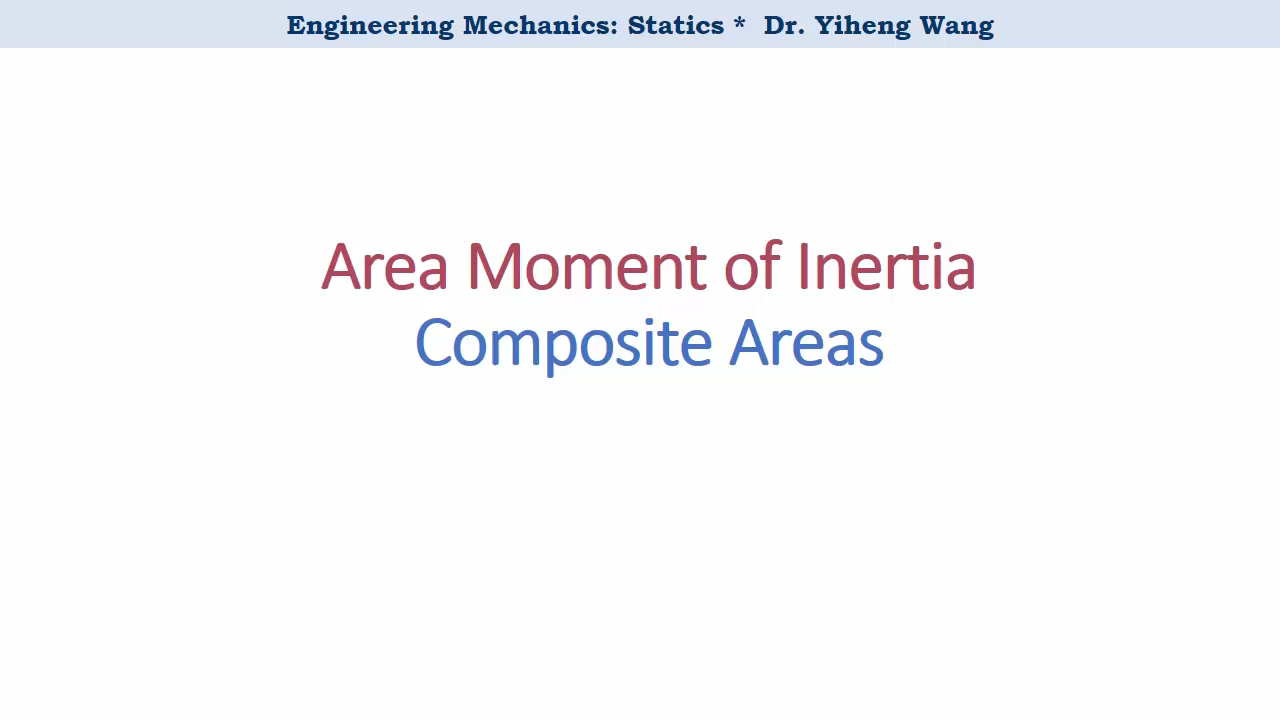 Engineering Mechanics: Statics *  Dr. Yiheng Wang
Area Moment of Inertia
Composite Areas